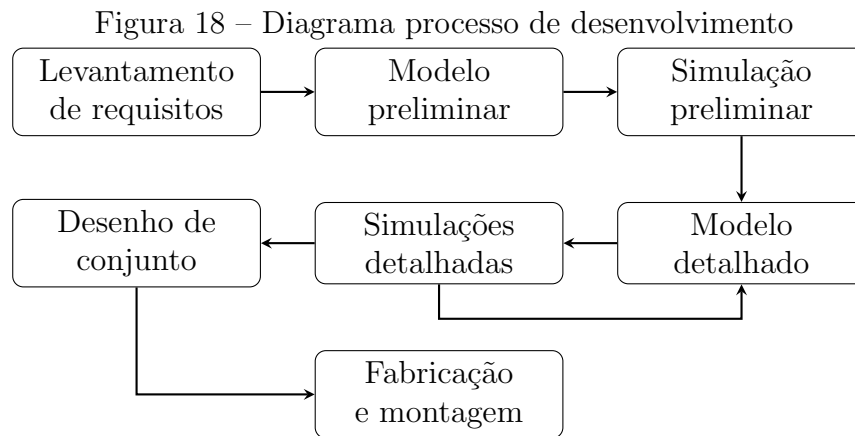 Figura 18 – Diagrama processo de desenvolvimento
Levantamento
de requisitos
Modelo
preliminar
Simulação
preliminar
Desenho de
conjunto
Simulações
detalhadas
Modelo
detalhado
Fabricação
e montagem